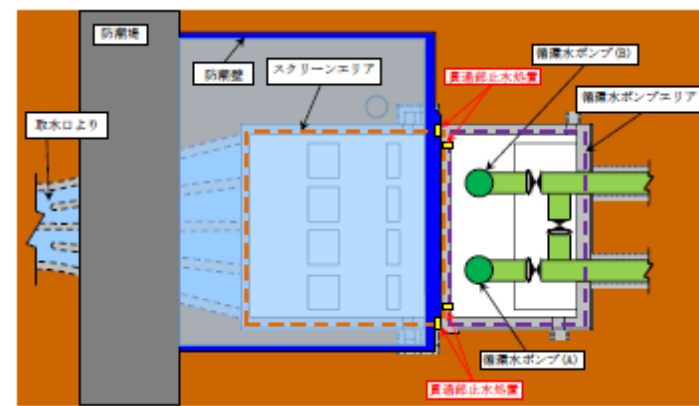 防潮堤
循環水ポンプ(B)
防潮壁
スクリーンエリア
貫通部止水処置
循環水ポンプエリア
取水口より
循環水ポンプ(A)
貫通部止水処置